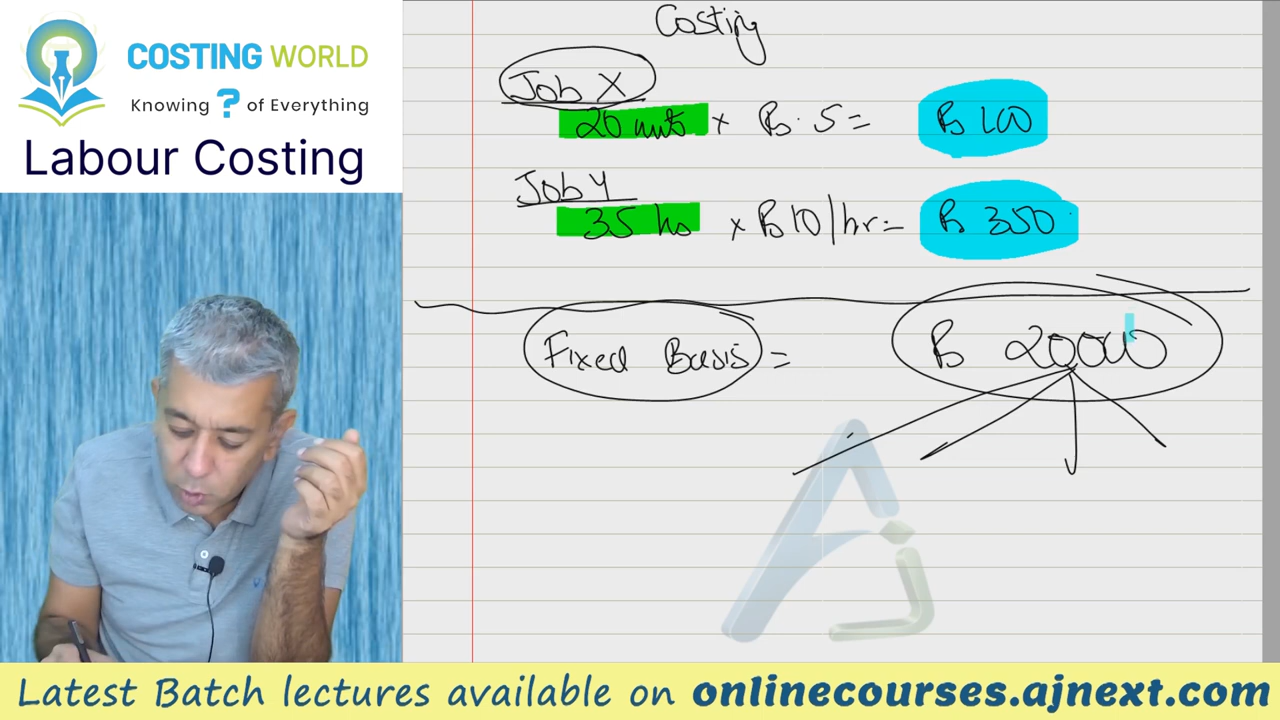 COSTING WORLD
Knowing ? of Everything
Labour Costing
Costing
Job X
20 units × Rs. 5 = Rs 100
Job Y
35 hrs × Rs 10/hr = Rs 350
Fixed Basis = Rs 20000
Latest Batch lectures available on onlinecourses.ajnext.com